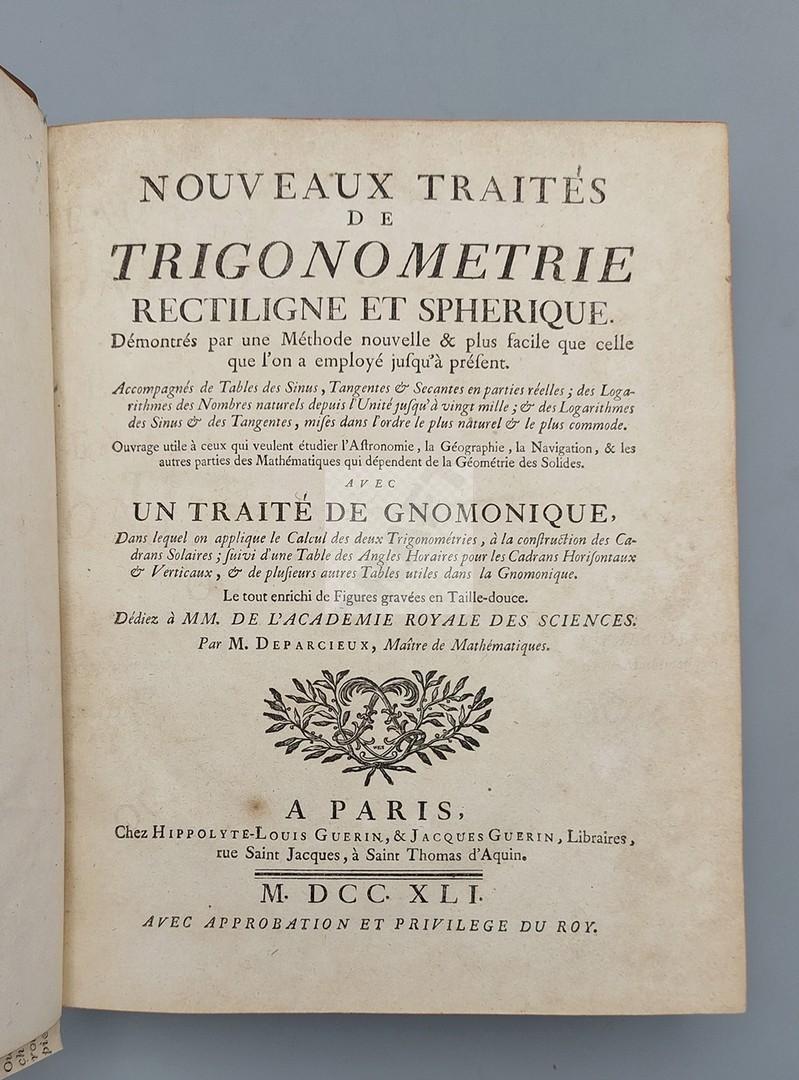 NOUVEAUX TRAITÉS
DE
TRIGONOMETRIE
RECTILIGNE ET SPHERIQUE.
Démontrés par une Méthode nouvelle & plus facile que celle
que l'on a employé juſqu'à préſent.
Accompagnés de Tables des Sinus, Tangentes & Secantes en parties réelles; des Loga-
rithmes des Nombres naturels depuis l'Unité juſqu'à vingt mille; & des Logarithmes
des Sinus & des Tangentes, miſes dans l'ordre le plus naturel & le plus commode.
Ouvrage utile à ceux qui veulent étudier l'Aſtronomie, la Géographie, la Navigation, & les
autres parties des Mathématiques qui dépendent de la Géométrie des Solides.
AVEC
UN TRAITÉ DE GNOMONIQUE,
Dans lequel on applique le Calcul des deux Trigonométries, à la conſtruction des Ca-
drans Solaires; ſuivi d'une Table des Angles Horaires pour les Cadrans Horiſontaux
& Verticaux, & de pluſieurs autres Tables utiles dans la Gnomonique.
Le tout enrichi de Figures gravées en Taille-douce.
Dédiez à MM. DE L'ACADEMIE ROYALE DES SCIENCES.
Par M. DEPARCIEUX, Maître de Mathématiques.
A PARIS,
Chez HIPPOLYTE-LOUIS GUERIN, & JACQUES GUERIN, Libraires,
rue Saint Jacques, à Saint Thomas d'Aquin.
M. DCC. XLI.
AVEC APPROBATION ET PRIVILEGE DU ROY.